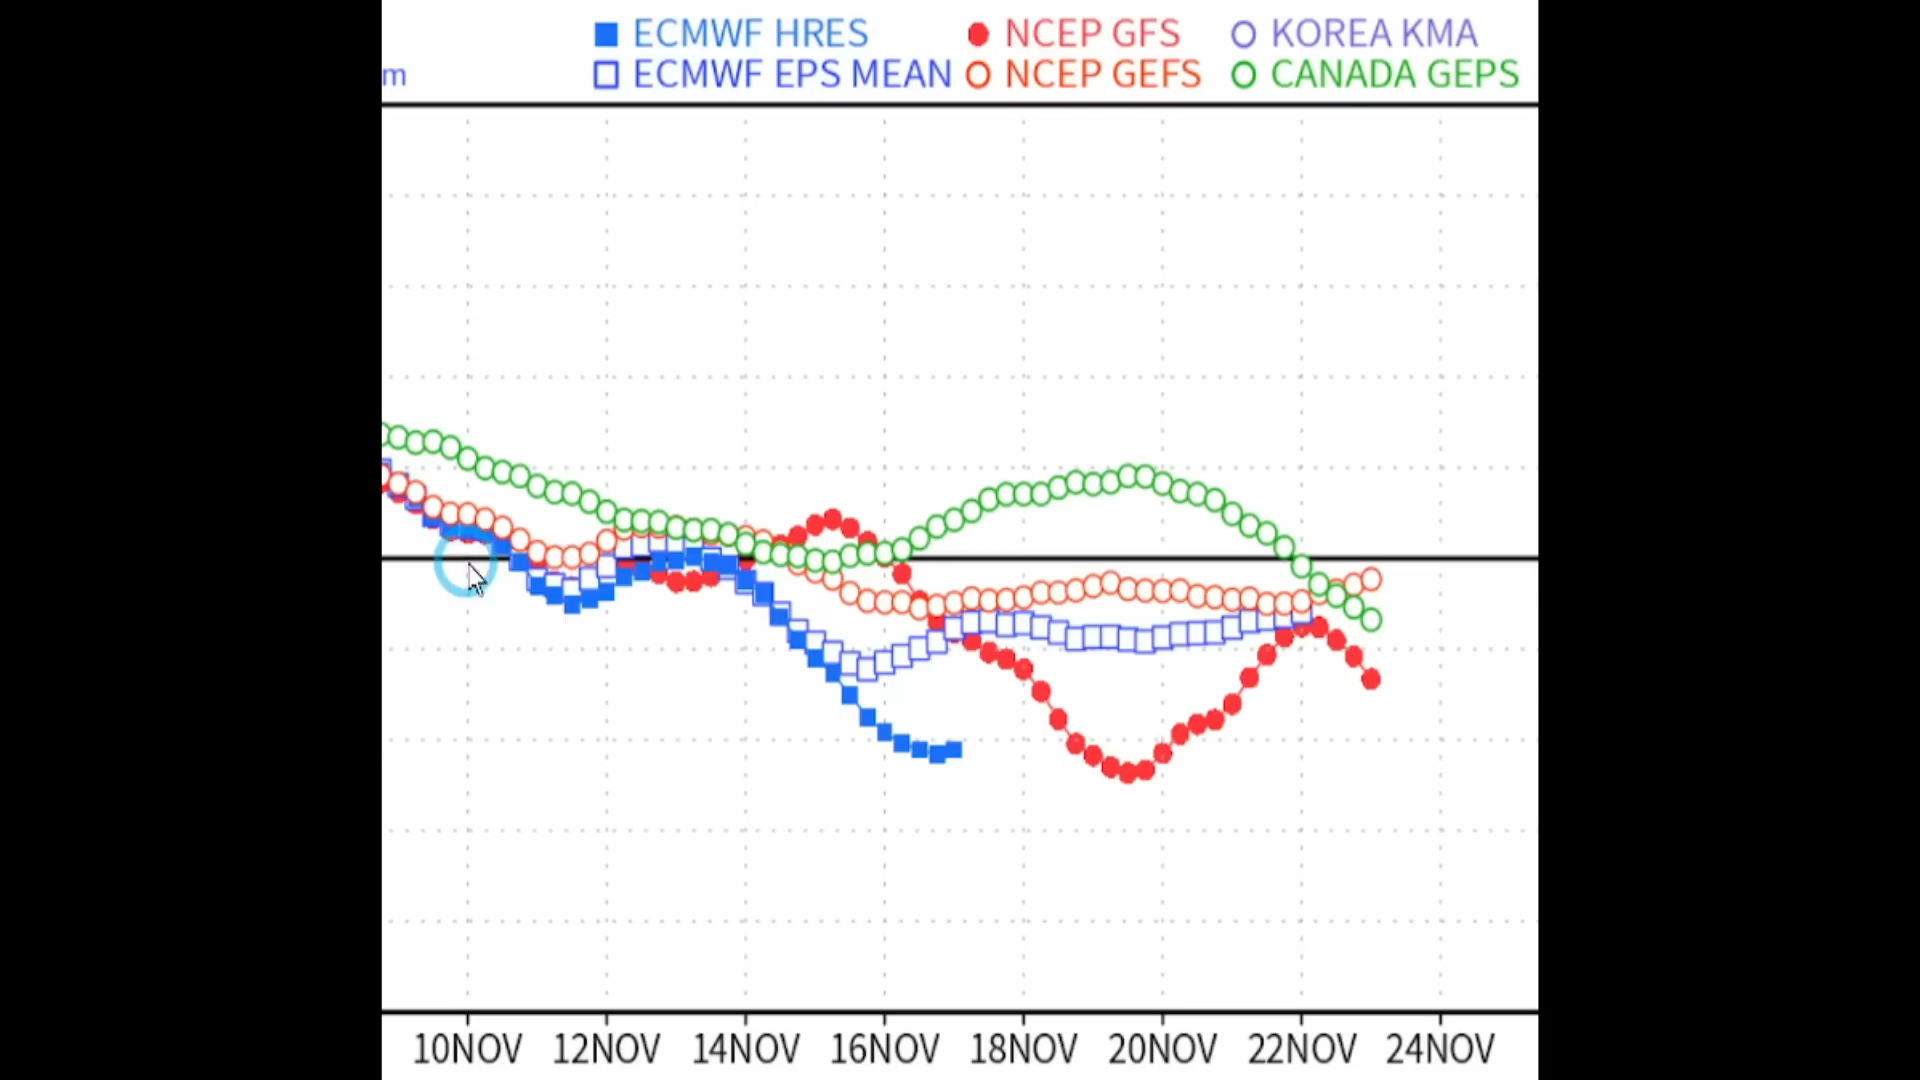 ECMWF HRES NCEP GFS KOREA KMA
m ECMWF EPS MEAN NCEP GEFS CANADA GEPS
10NOV 12NOV 14NOV 16NOV 18NOV 20NOV 22NOV 24NOV